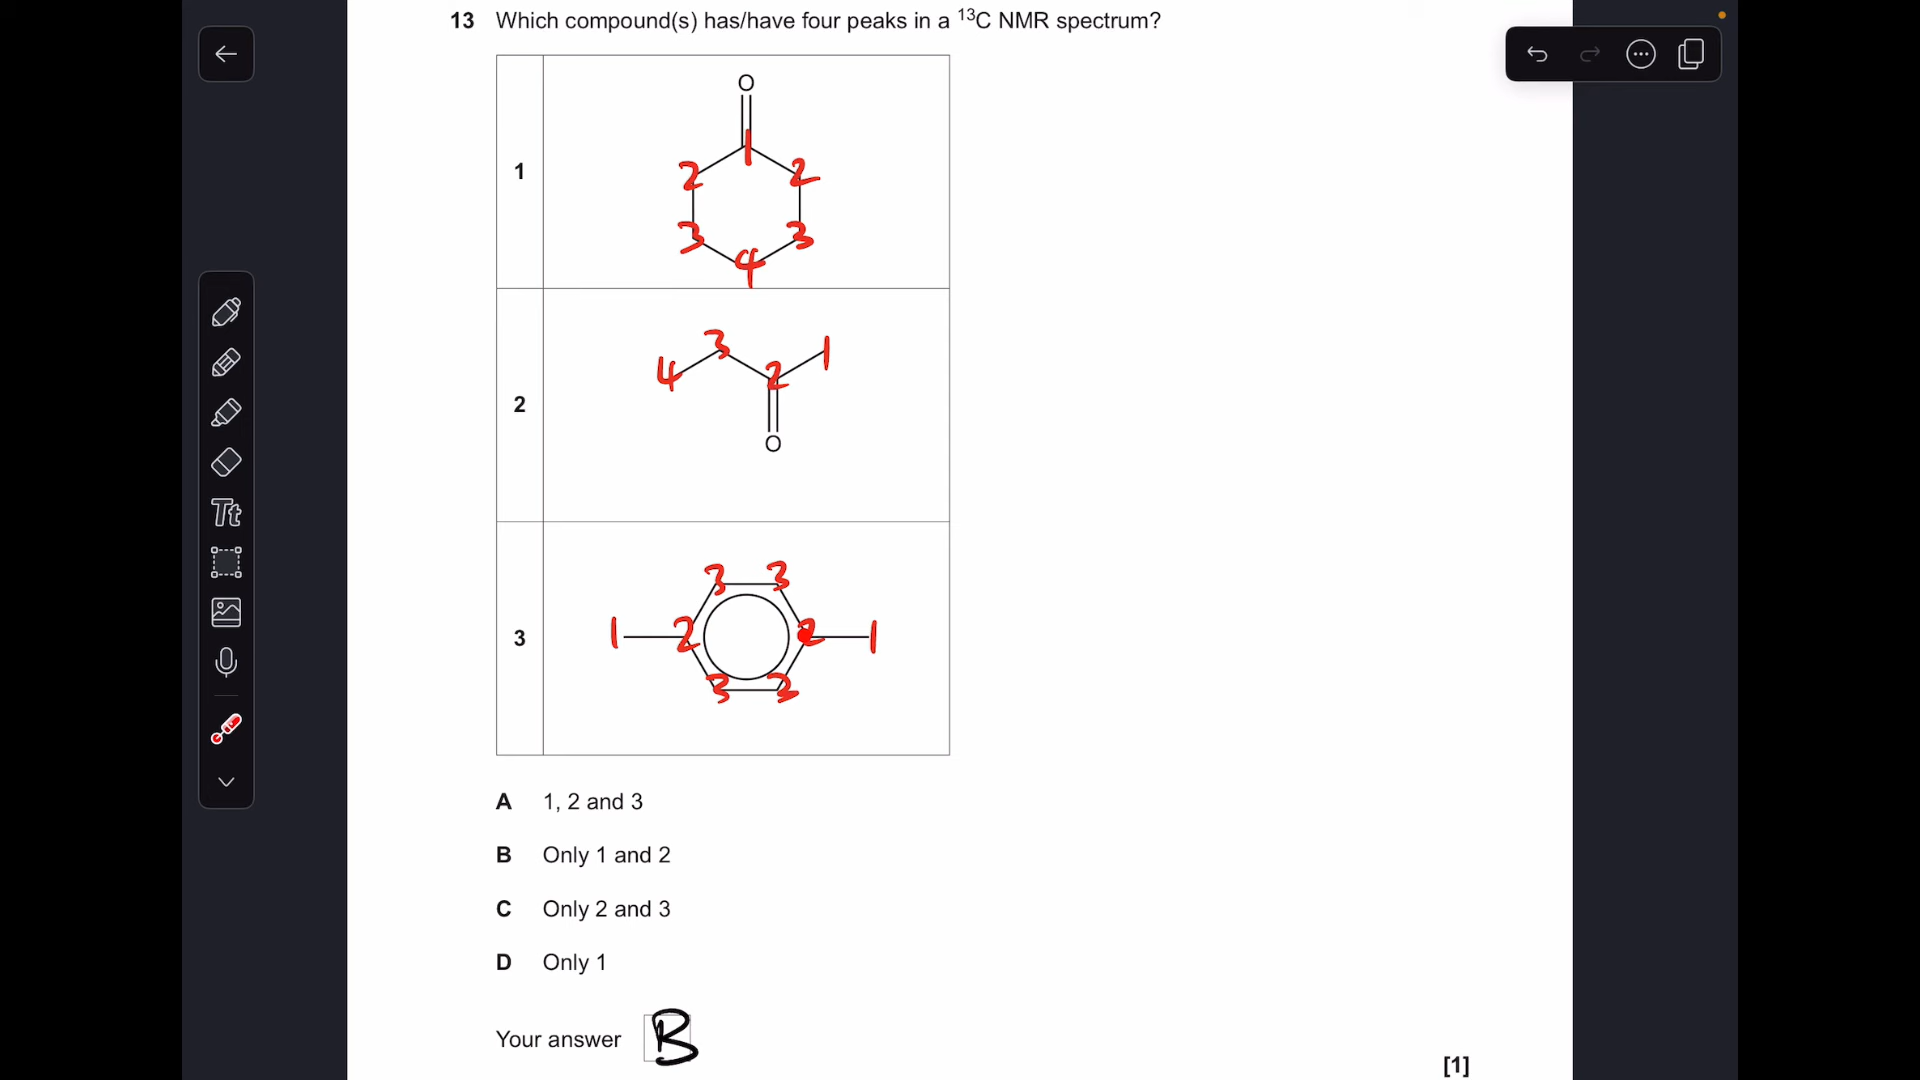 13 Which compound(s) has/have four peaks in a ¹³C NMR spectrum?
O
1
2 2
1
3 3
4
3 1
4 2
2
O
3 3
3
1 2 2 1
3 3
A 1, 2 and 3
B Only 1 and 2
C Only 2 and 3
D Only 1
Your answer B
[1]
Tt